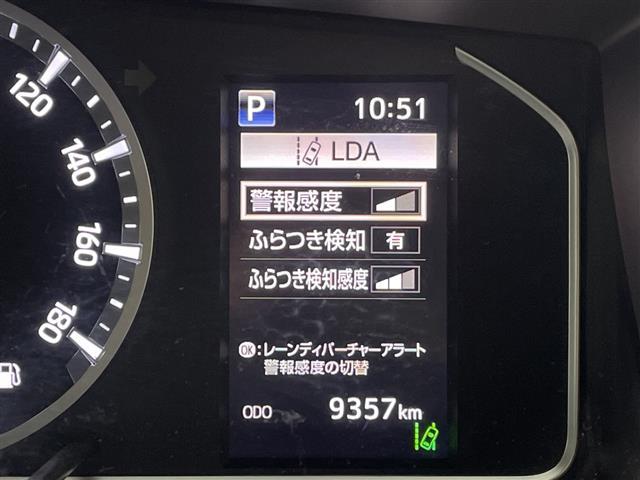 120
140
160
180
P 10:51
LDA
警報感度
ふらつき検知 有
ふらつき検知感度
OK:レーンディパーチャーアラート
警報感度の切替
ODO 9357km